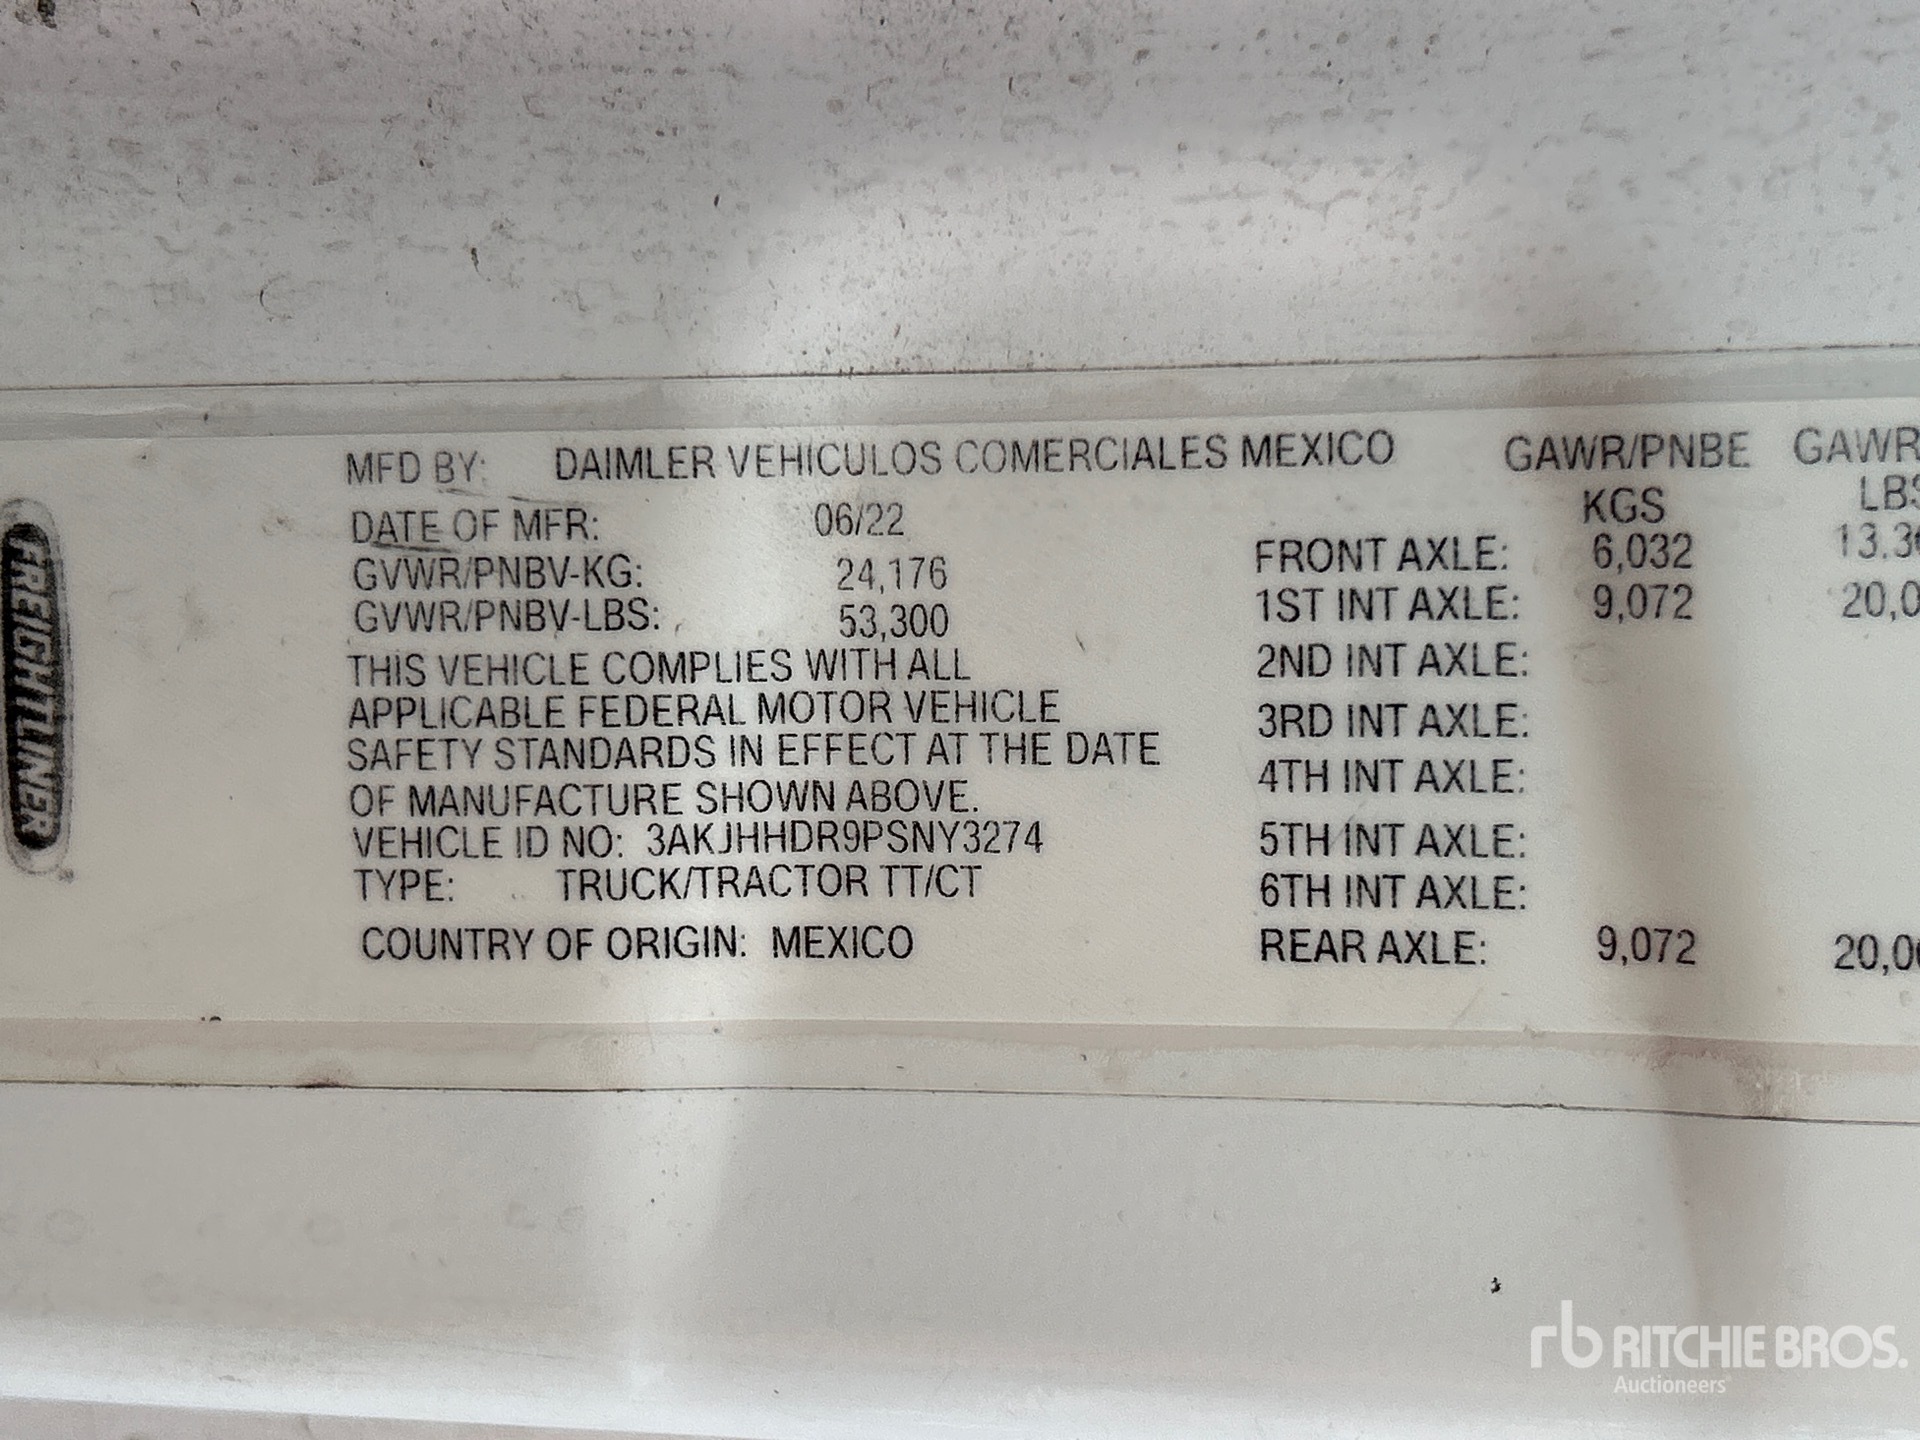 FREIGHTLINER
MFD BY: DAIMLER VEHICULOS COMERCIALES MEXICO
DATE OF MFR: 06/22
GVWR/PNBV-KG: 24,176
GVWR/PNBV-LBS: 53,300
THIS VEHICLE COMPLIES WITH ALL
APPLICABLE FEDERAL MOTOR VEHICLE
SAFETY STANDARDS IN EFFECT AT THE DATE
OF MANUFACTURE SHOWN ABOVE.
VEHICLE ID NO: 3AKJHHDR9PSNY3274
TYPE: TRUCK/TRACTOR TT/CT
COUNTRY OF ORIGIN: MEXICO
GAWR/PNBE GAWR
KGS LBS
FRONT AXLE: 6,032
1ST INT AXLE: 9,072
2ND INT AXLE:
3RD INT AXLE:
4TH INT AXLE:
5TH INT AXLE:
6TH INT AXLE:
REAR AXLE: 9,072
rb RITCHIE BROS.
Auctioneers